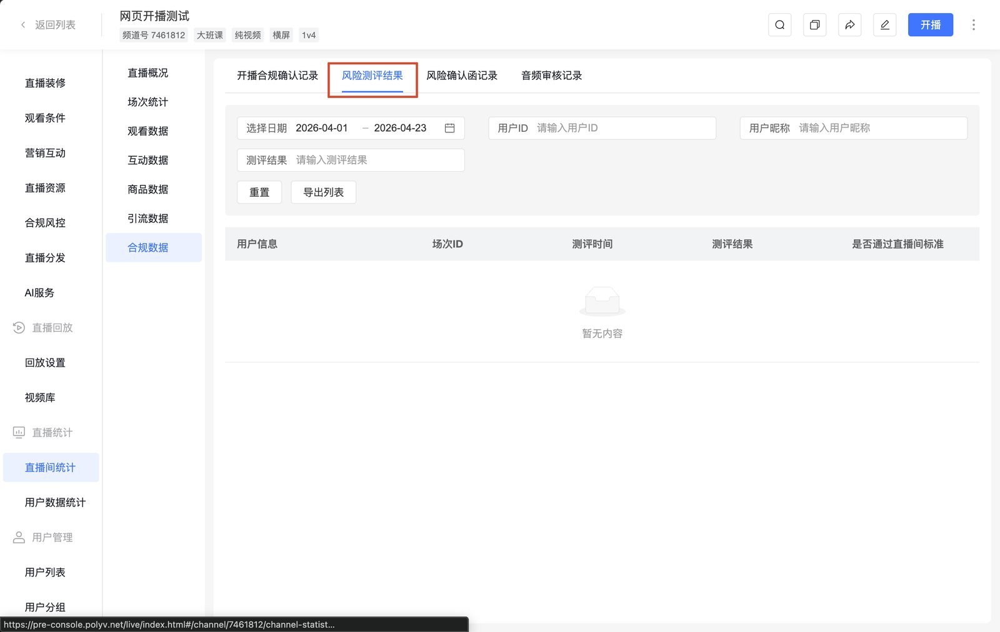 返回列表
网页开播测试
频道号 7461812 大班课 纯视频 横屏 1v4
开播
直播装修
观看条件
营销互动
直播资源
合规风控
直播分发
AI服务
直播回放
回放设置
视频库
直播统计
直播间统计
用户数据统计
用户管理
用户列表
用户分组
直播概况
场次统计
观看数据
互动数据
商品数据
引流数据
合规数据
开播合规确认记录 风险测评结果 风险确认函记录 音频审核记录
选择日期 2026-04-01 – 2026-04-23 用户ID 请输入用户ID 用户昵称 请输入用户昵称
测评结果 请输入测评结果
重置 导出列表
用户信息 场次ID 测评时间 测评结果 是否通过直播间标准
暂无内容
https://pre-console.polyv.net/live/index.html#/channel/7461812/channel-statist...